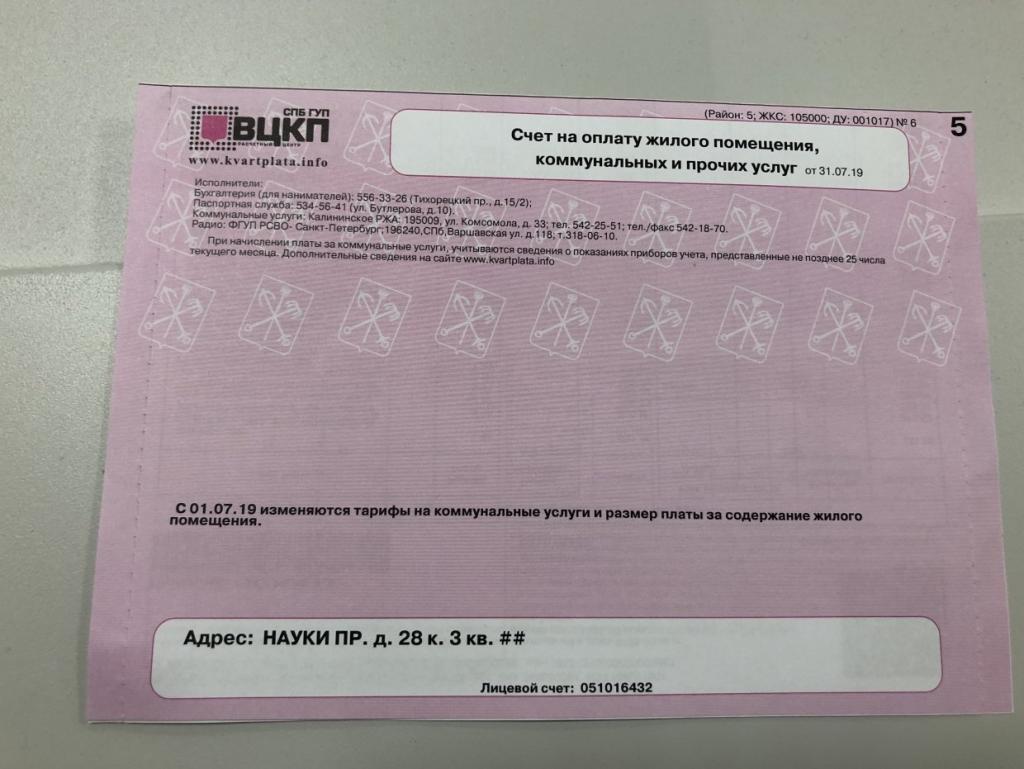 СПБ ГУП
ВЦКП
РАСЧЕТНЫЙ ЦЕНТР
www.kvartplata.info
(Район: 5; ЖКС: 105000; ДУ: 001017) № 6
5
Счет на оплату жилого помещения,
коммунальных и прочих услуг от 31.07.19
Исполнители:
Бухгалтерия (для нанимателей): 556-33-26 (Тихорецкий пр., д.15/2);
Паспортная служба: 534-56-41 (ул. Бутлерова, д.10).
Коммунальные услуги: Калининское РЖА: 195009, ул. Комсомола, д. 33; тел. 542-25-51; тел./факс 542-18-70.
Радио: ФГУП РСВО- Санкт-Петербург;196240,СПб,Варшавская ул. д.118; т.318-06-10.
При начислении платы за коммунальные услуги, учитываются сведения о показаниях приборов учета, представленные не позднее 25 числа
текущего месяца. Дополнительные сведения на сайте www.kvartplata.info
С 01.07.19 изменяются тарифы на коммунальные услуги и размер платы за содержание жилого
помещения.
Адрес: НАУКИ ПР. д. 28 к. 3 кв. ##
Лицевой счет: 051016432